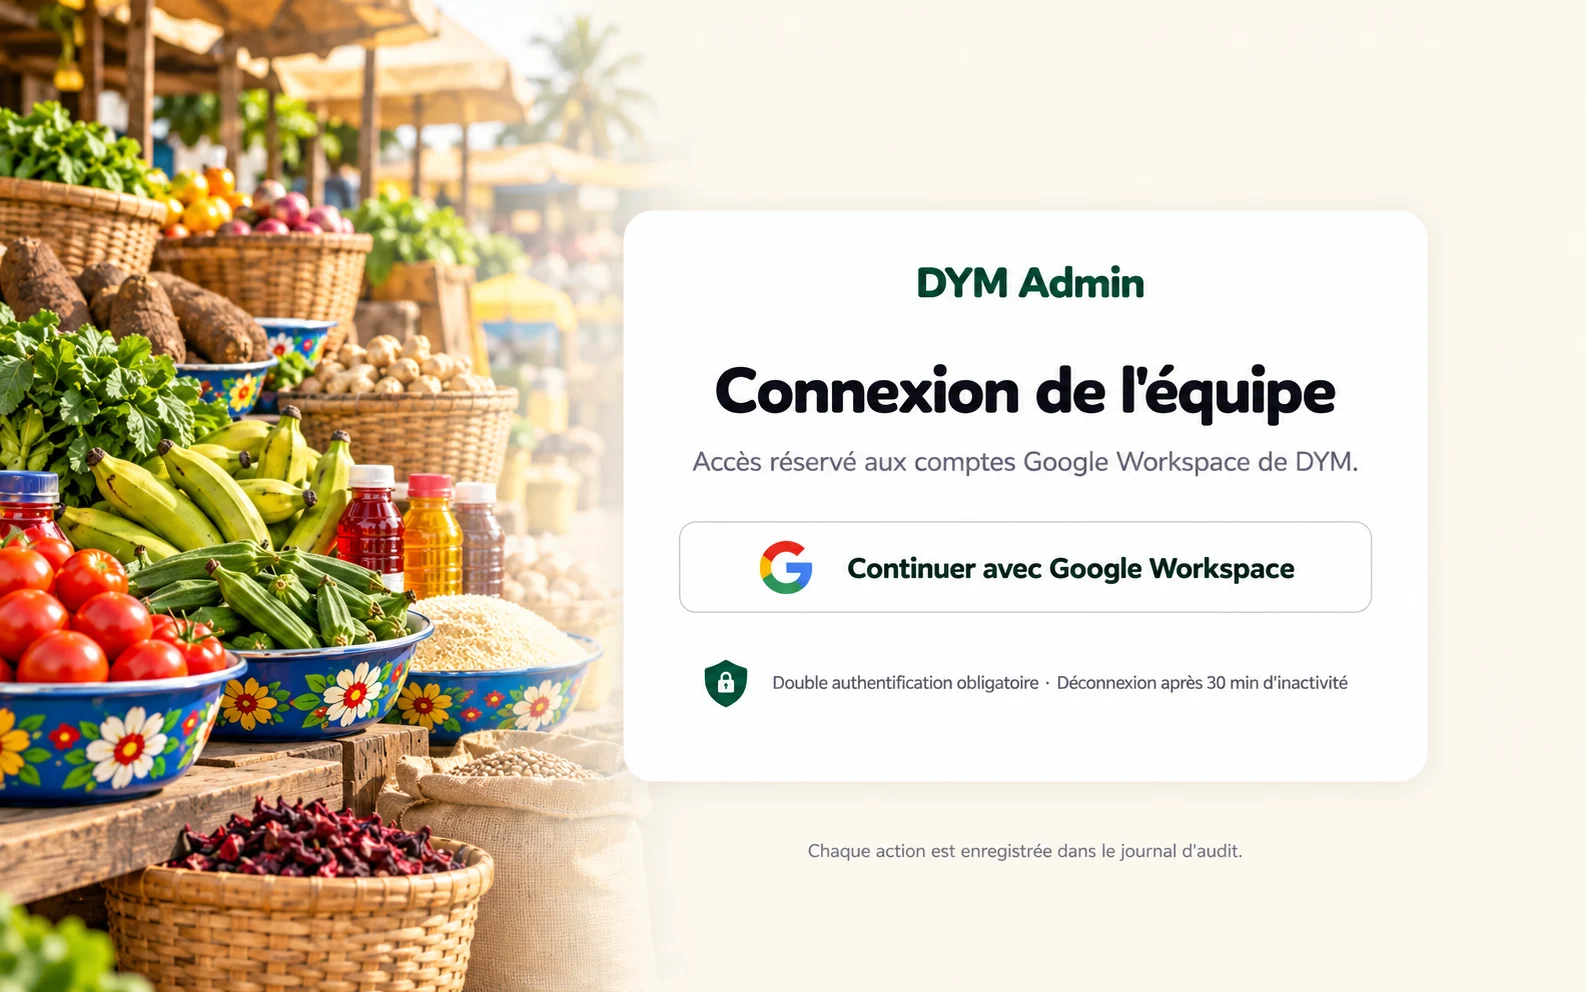 DYM Admin
Connexion de l'équipe
Accès réservé aux comptes Google Workspace de DYM.
Continuer avec Google Workspace
Double authentification obligatoire · Déconnexion après 30 min d'inactivité
Chaque action est enregistrée dans le journal d'audit.